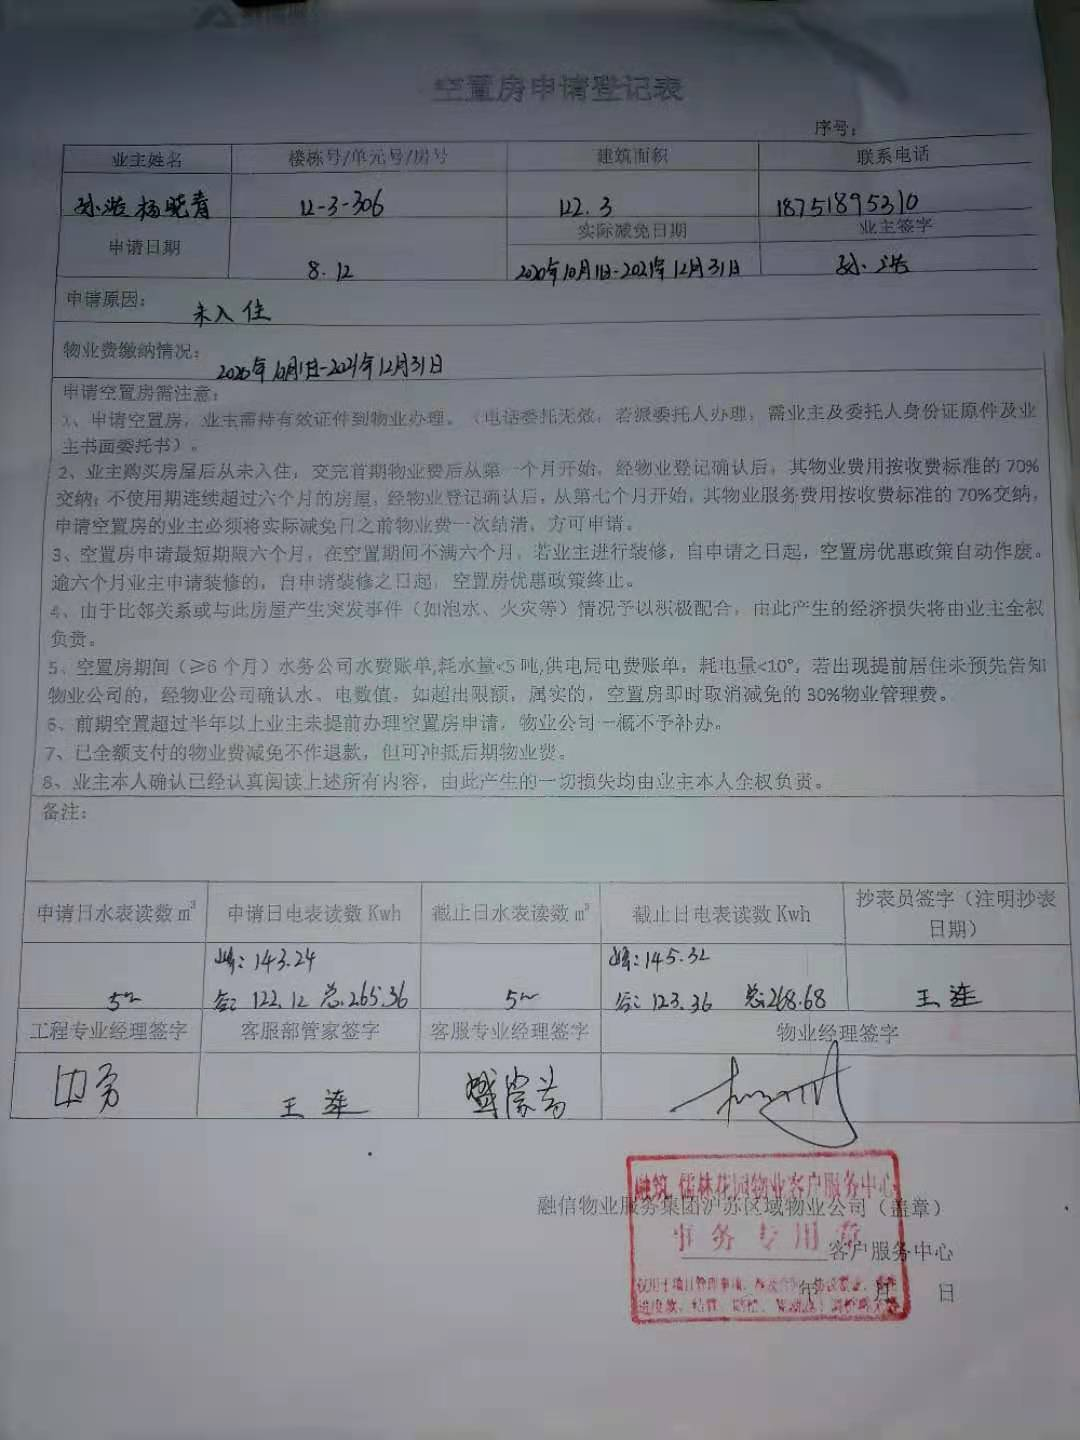 空置房申请登记表
序号：
业主姓名 楼栋号/单元号/房号 建筑面积 联系电话
孙浩 杨晓青 12-3-306 122.3 18751895310
申请日期 实际减免日期 业主签字
8.12 2020年10月1日-2021年12月31日 孙浩
申请原因： 未入住
物业费缴纳情况： 2020年10月1日-2021年12月31日
申请空置房需注意：
1、申请空置房，业主需持有效证件到物业办理。（电话委托无效，若派委托人办理，需业主及委托人身份证原件及业
主书面委托书）。
2、业主购买房屋后从未入住，交完首期物业费后从第一个月开始，经物业登记确认后，其物业费用按收费标准的70%
交纳；不使用期连续超过六个月的房屋，经物业登记确认后，从第七个月开始，其物业服务费用按收费标准的70%交纳，
申请空置房的业主必须将实际减免日之前物业费一次结清，方可申请。
3、空置房申请最短期限六个月，在空置期间不满六个月，若业主进行装修，自申请之日起，空置房优惠政策自动作废。
逾六个月业主申请装修的，自申请装修之日起，空置房优惠政策终止。
4、由于比邻关系或与此房屋产生突发事件（如泡水、火灾等）情况予以积极配合，由此产生的经济损失将由业主全权
负责。
5、空置房期间（≥6个月）水务公司水费账单,耗水量<5吨,供电局电费账单，耗电量<10°，若出现提前居住未预先告知
物业公司的，经物业公司确认水、电数值，如超出限额，属实的，空置房即时取消减免的30%物业管理费。
6、前期空置超过半年以上业主未提前办理空置房申请，物业公司一概不予补办。
7、已全额支付的物业费减免不作退款，但可冲抵后期物业费。
8、业主本人确认已经认真阅读上述所有内容，由此产生的一切损失均由业主本人全权负责。
备注：
申请日水表读数m³ 申请日电表读数Kwh 截止日水表读数m³ 截止日电表读数Kwh 抄表员签字（注明抄表
日期）
峰：143.24 峰：145.32
5 谷：122.12 总.265.36 5 谷：123.36 总：268.68 王莲
工程专业经理签字 客服部管家签字 客服专业经理签字 物业经理签字
王莲
融筑 儒林花园物业客户服务中心
融信物业服务集团沪苏区域物业公司（盖章）
事务专用章
客户服务中心
年 月 日